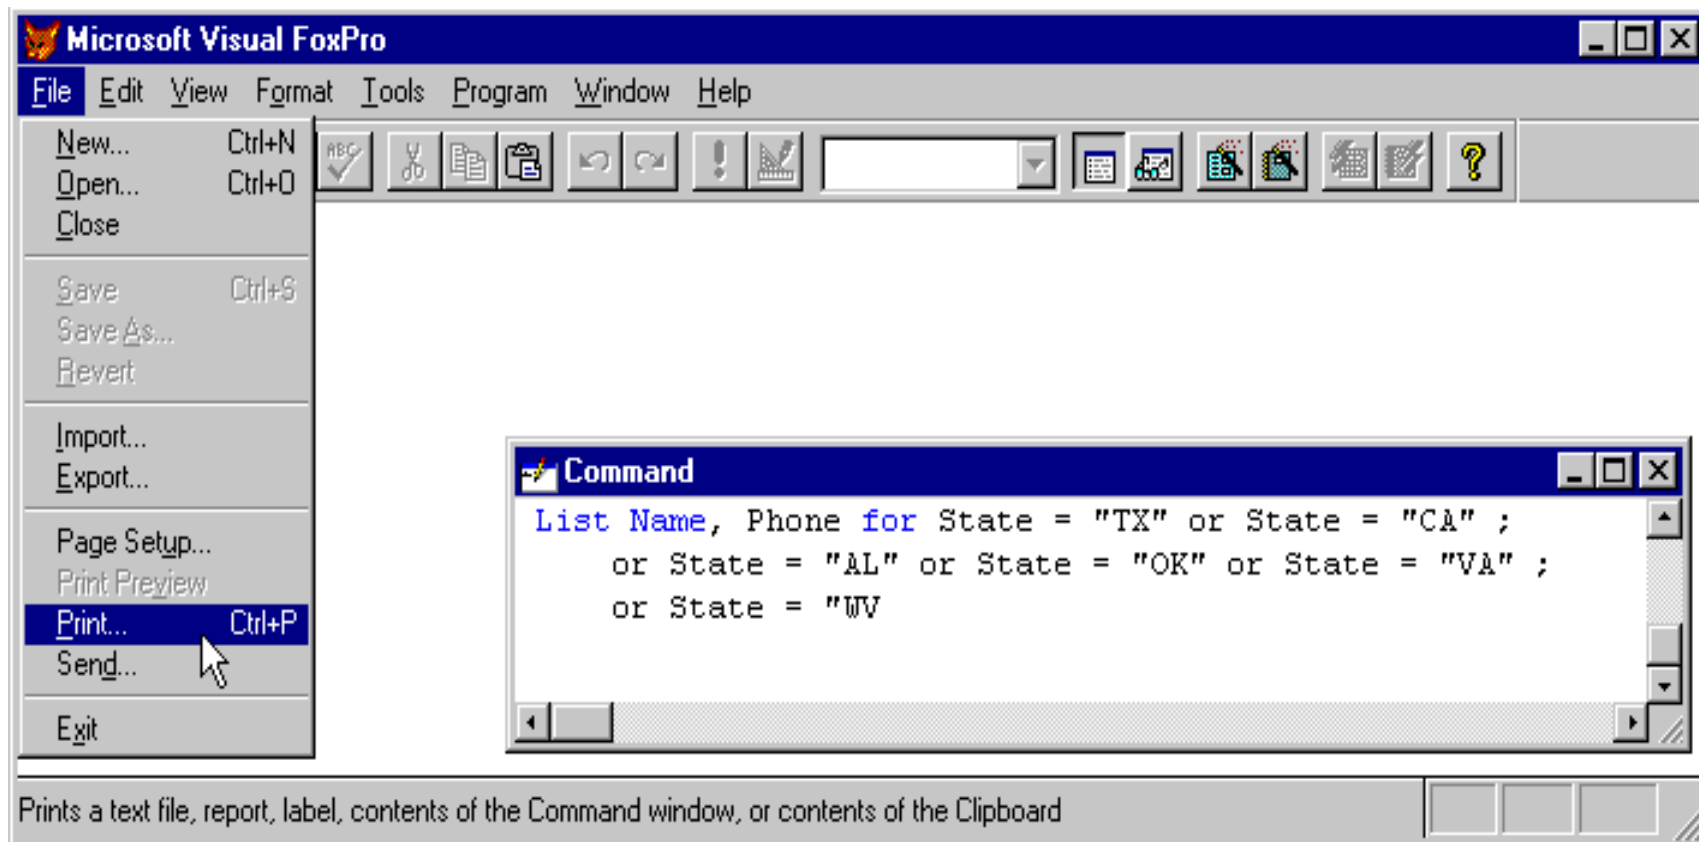 Microsoft Visual FoxPro
File Edit View Format Tools Program Window Help
New... Ctrl+N
Open... Ctrl+O
Close
Save Ctrl+S
Save As...
Revert
Import...
Export...
Page Setup...
Print Preview
Print... Ctrl+P
Send...
Exit
ABC
Command
List Name, Phone for State = "TX" or State = "CA" ;
or State = "AL" or State = "OK" or State = "VA" ;
or State = "WV
Prints a text file, report, label, contents of the Command window, or contents of the Clipboard